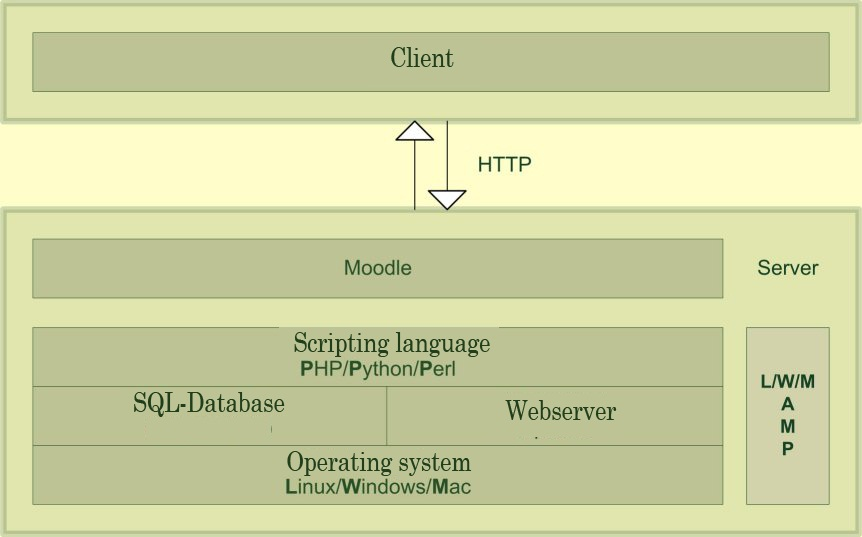 Client
HTTP
Moodle
Server
Scripting language
PHP/Python/Perl
SQL-Database
Webserver
Operating system
Linux/Windows/Mac
L/W/M
A
M
P